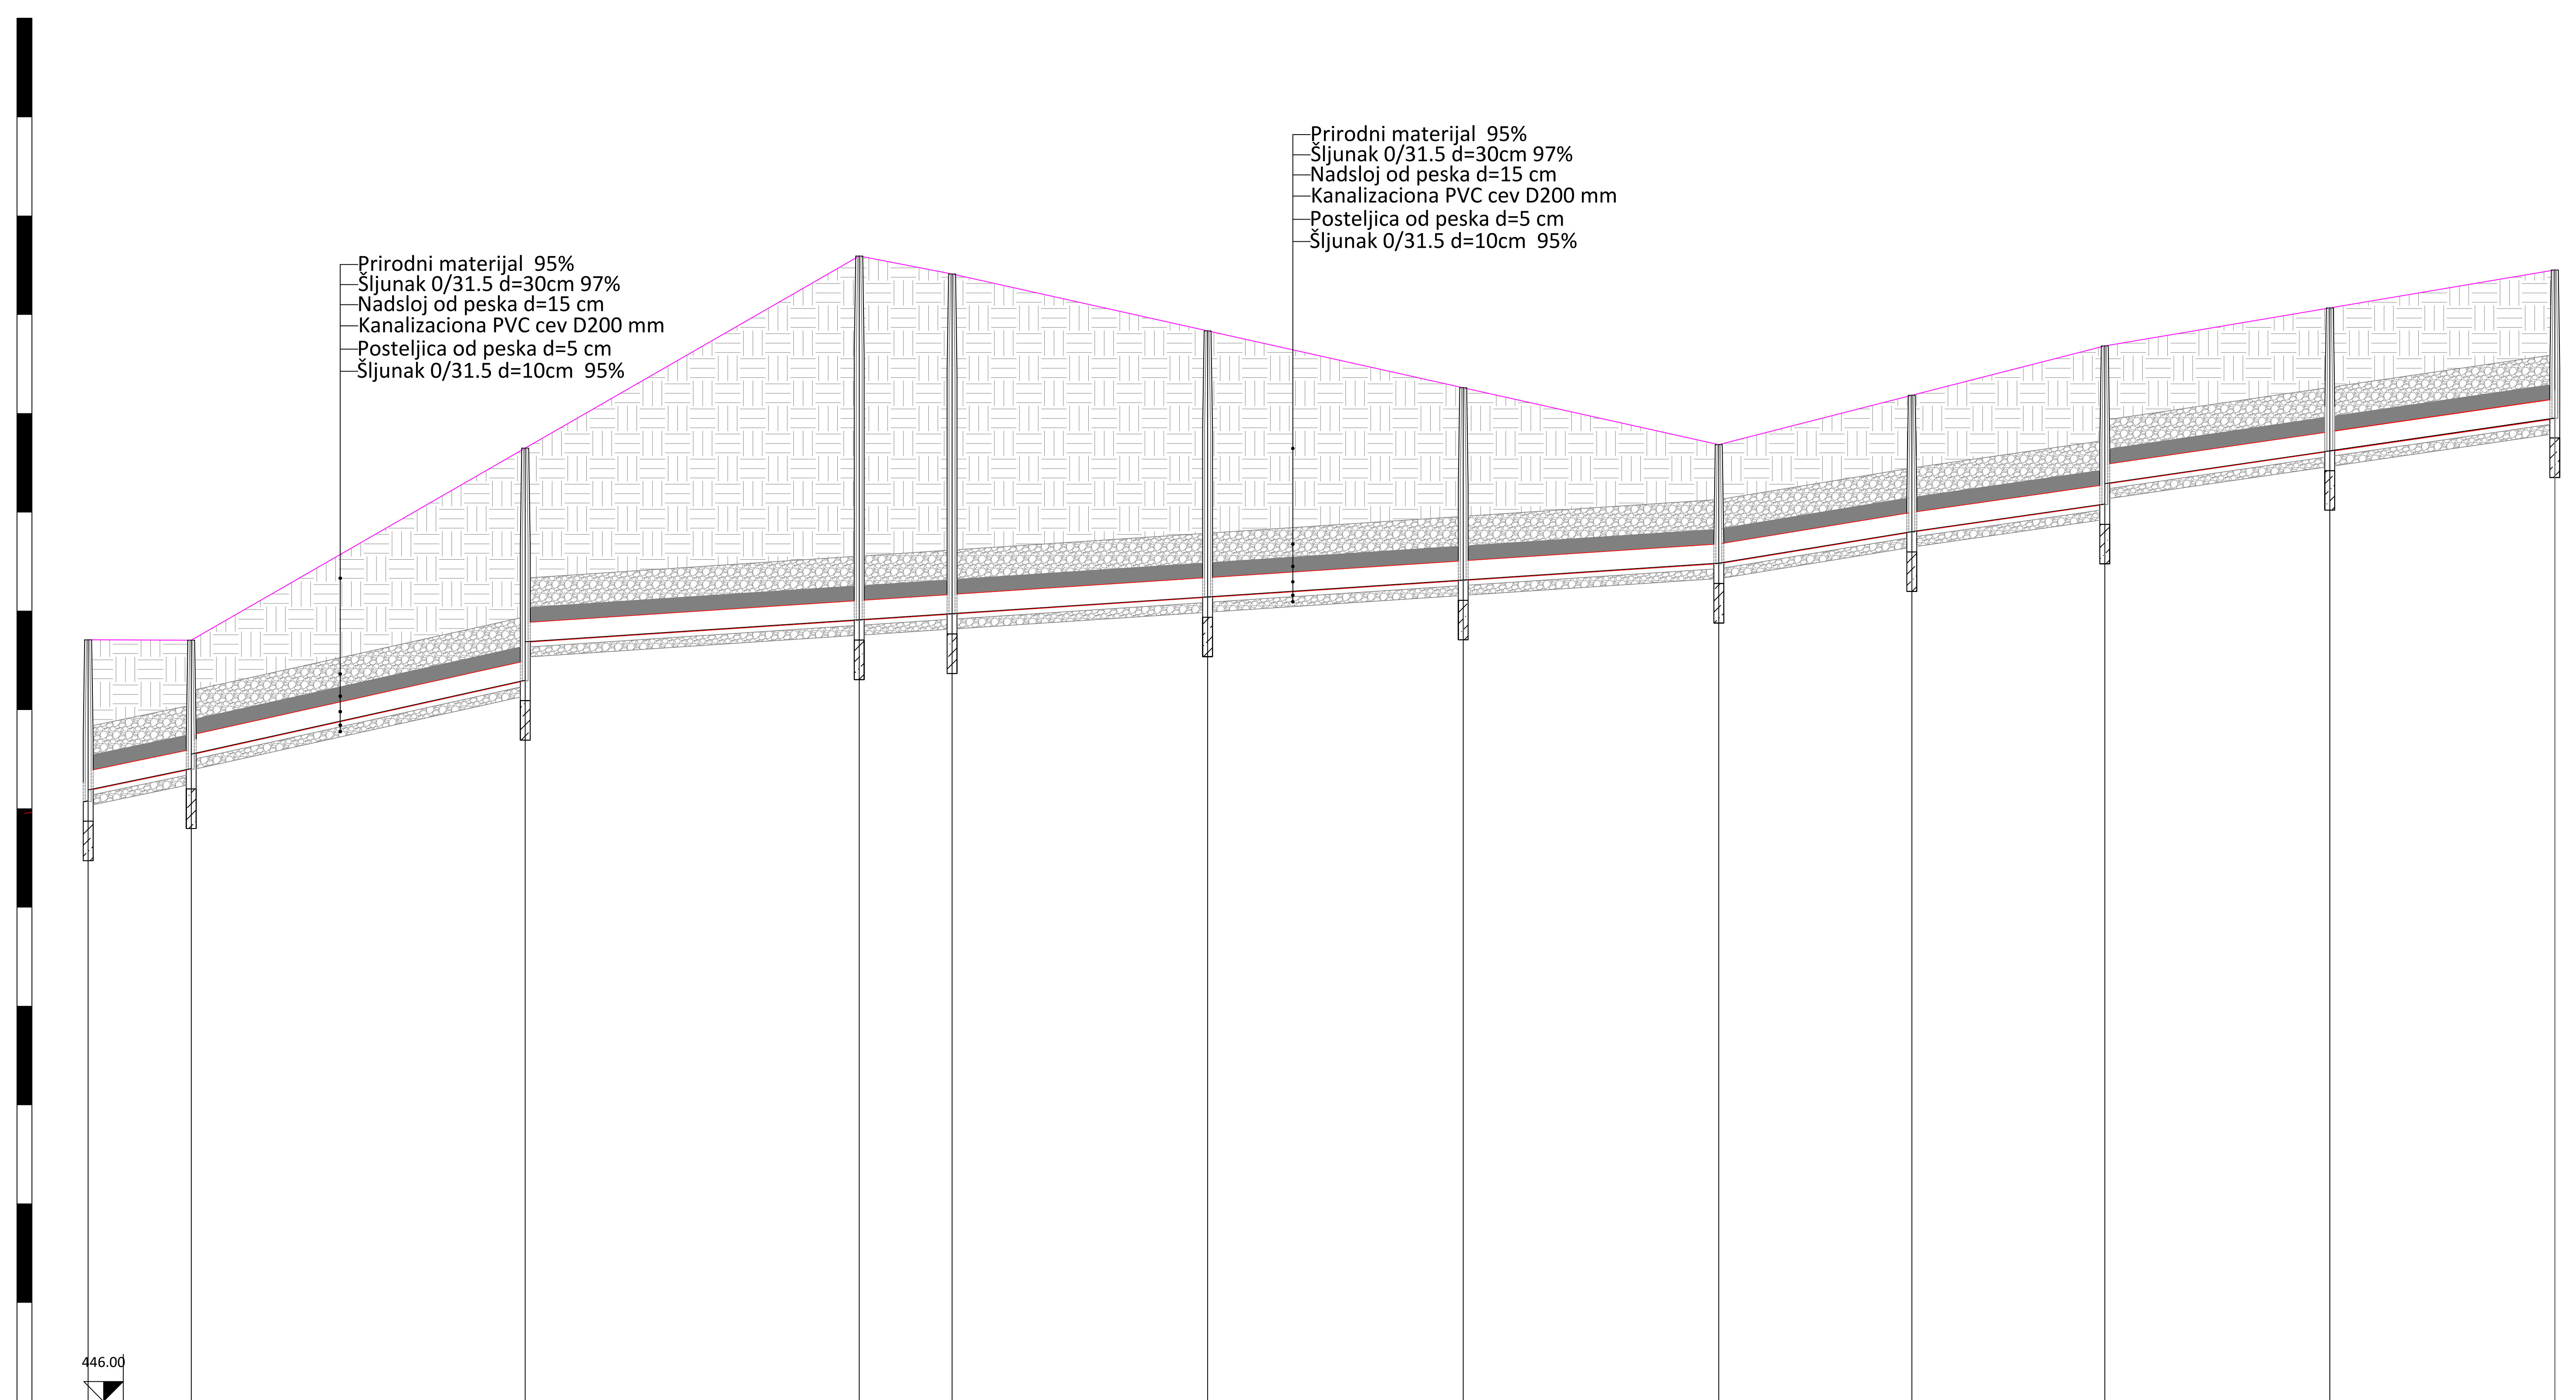 Prirodni materijal 95%
Šljunak 0/31.5 d=30cm 97%
Nadsloj od peska d=15 cm
Kanalizaciona PVC cev D200 mm
Posteljica od peska d=5 cm
Šljunak 0/31.5 d=10cm 95%
Prirodni materijal 95%
Šljunak 0/31.5 d=30cm 97%
Nadsloj od peska d=15 cm
Kanalizaciona PVC cev D200 mm
Posteljica od peska d=5 cm
Šljunak 0/31.5 d=10cm 95%
446.00